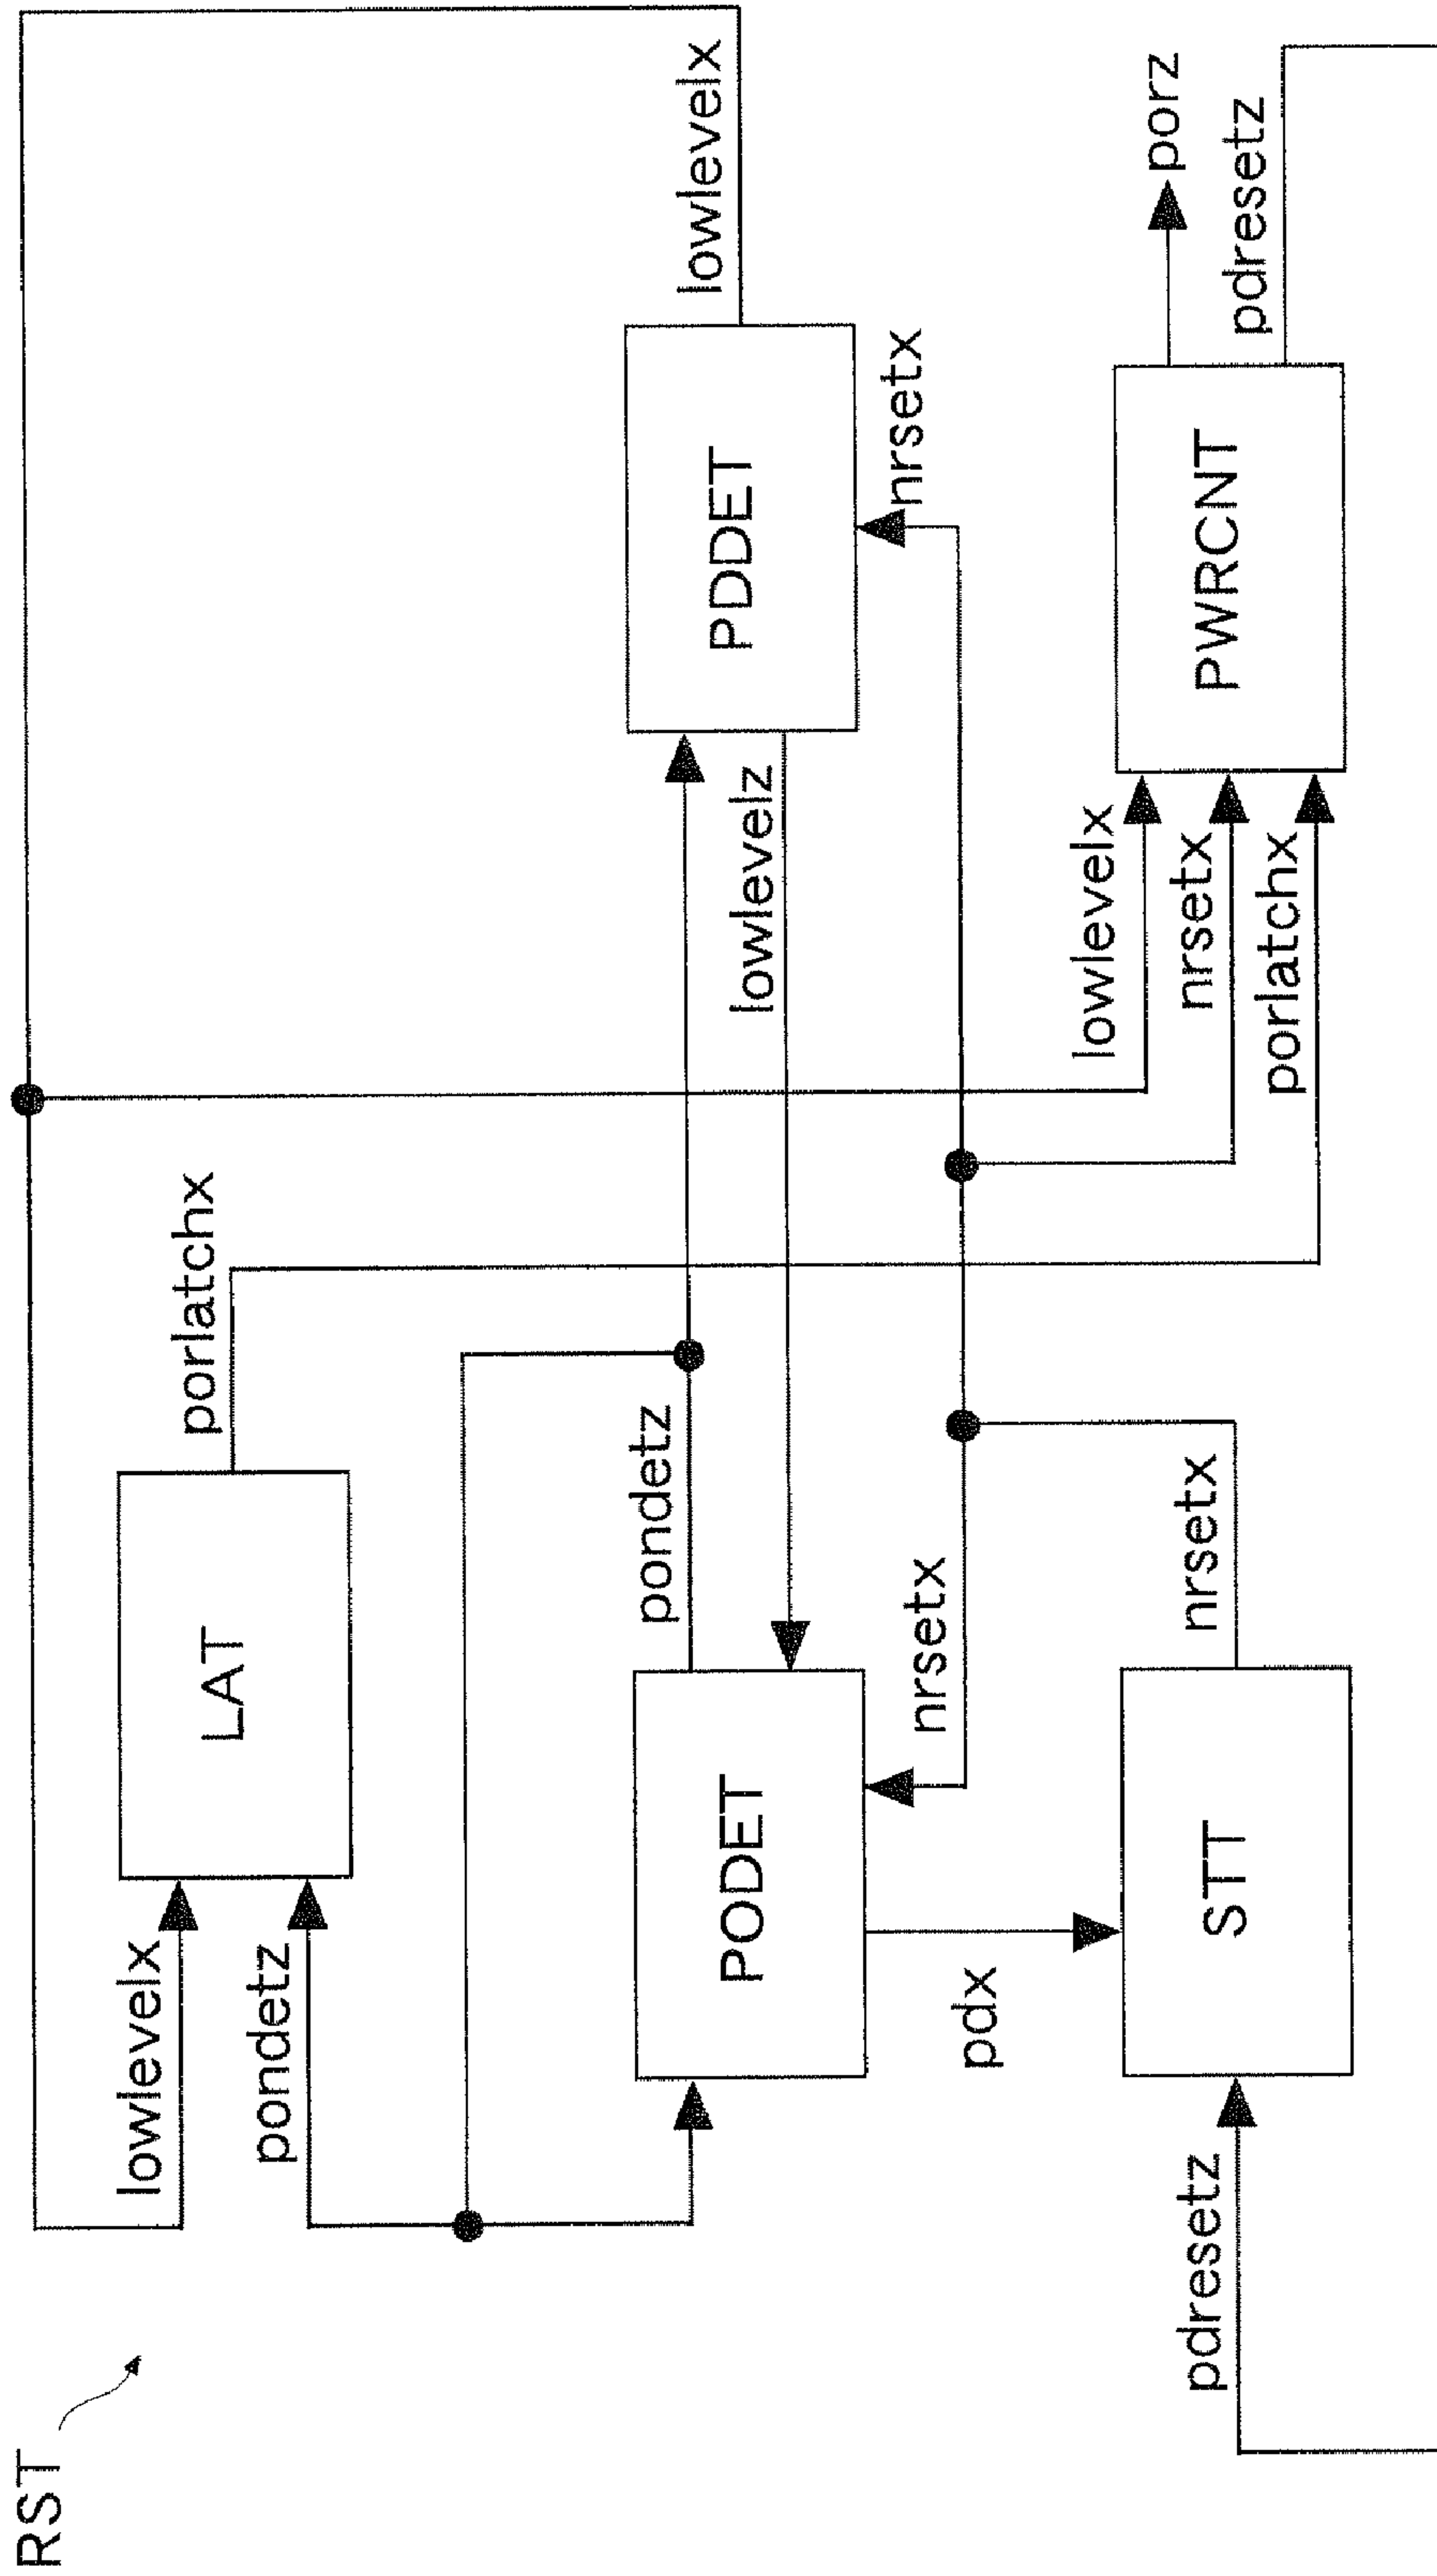 RST
lowlevelx
porlatchx
LAT
pondetz
pondetz
lowlevelx
PODET
PDDET
lowlevelz
nrsetx
nrsetx
pdx
lowlevelx
porz
pdresetz
STT
nrsetx
nrsetx
PWRCNT
pdresetz
porlatchx